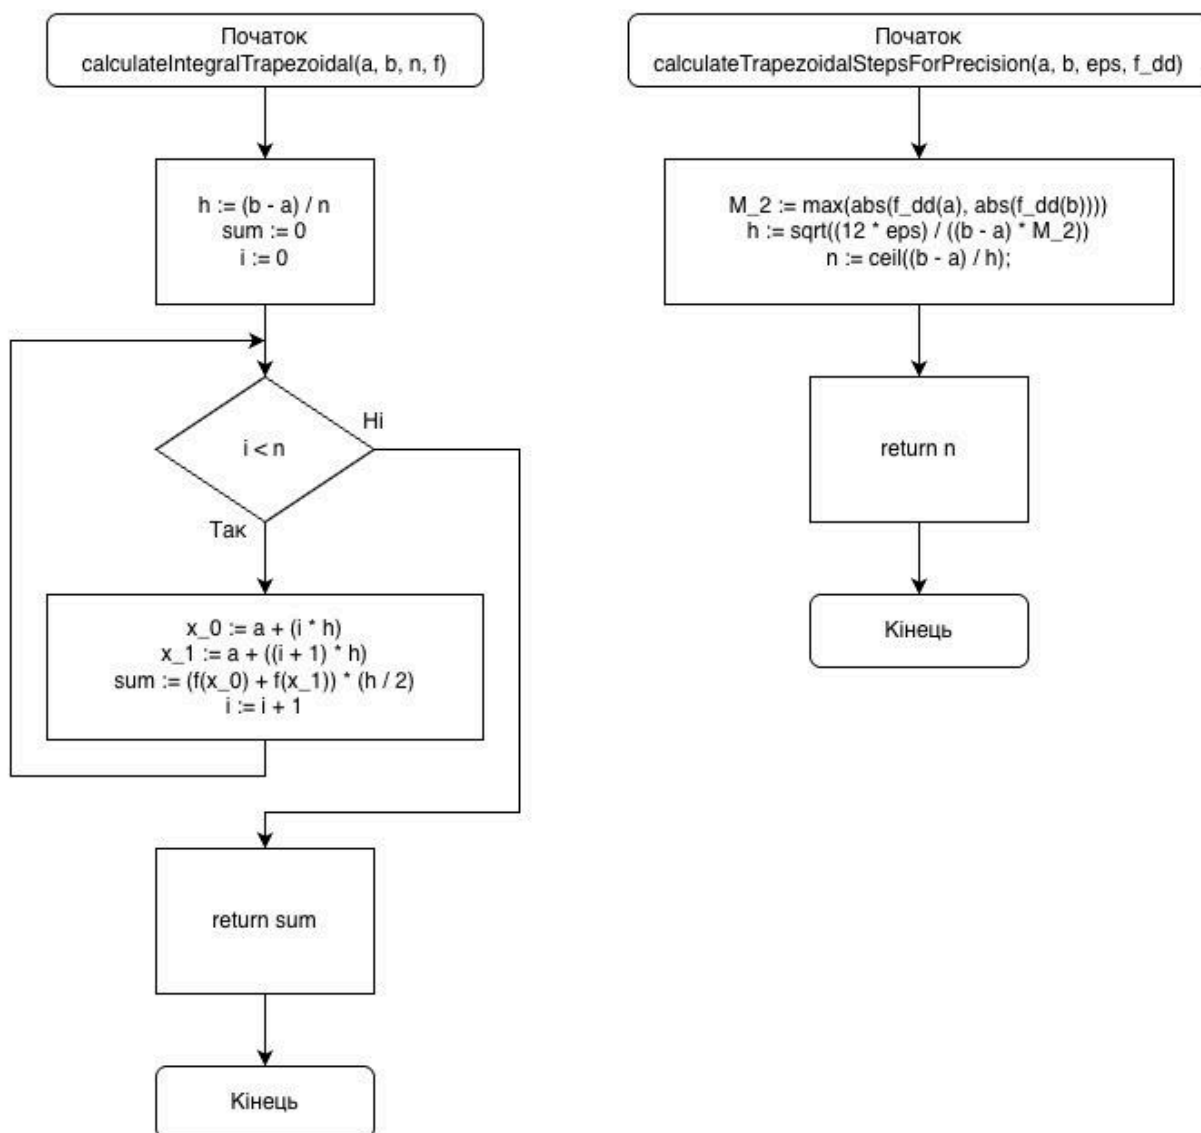 Початок
calculateIntegralTrapezoidal(a, b, n, f)
h := (b - a) / n
sum := 0
i := 0
i < n
Ні
Так
x_0 := a + (i * h)
x_1 := a + ((i + 1) * h)
sum := (f(x_0) + f(x_1)) * (h / 2)
i := i + 1
return sum
Кінець
Початок
calculateTrapezoidalStepsForPrecision(a, b, eps, f_dd)
M_2 := max(abs(f_dd(a), abs(f_dd(b))))
h := sqrt((12 * eps) / ((b - a) * M_2))
n := ceil((b - a) / h);
return n
Кінець